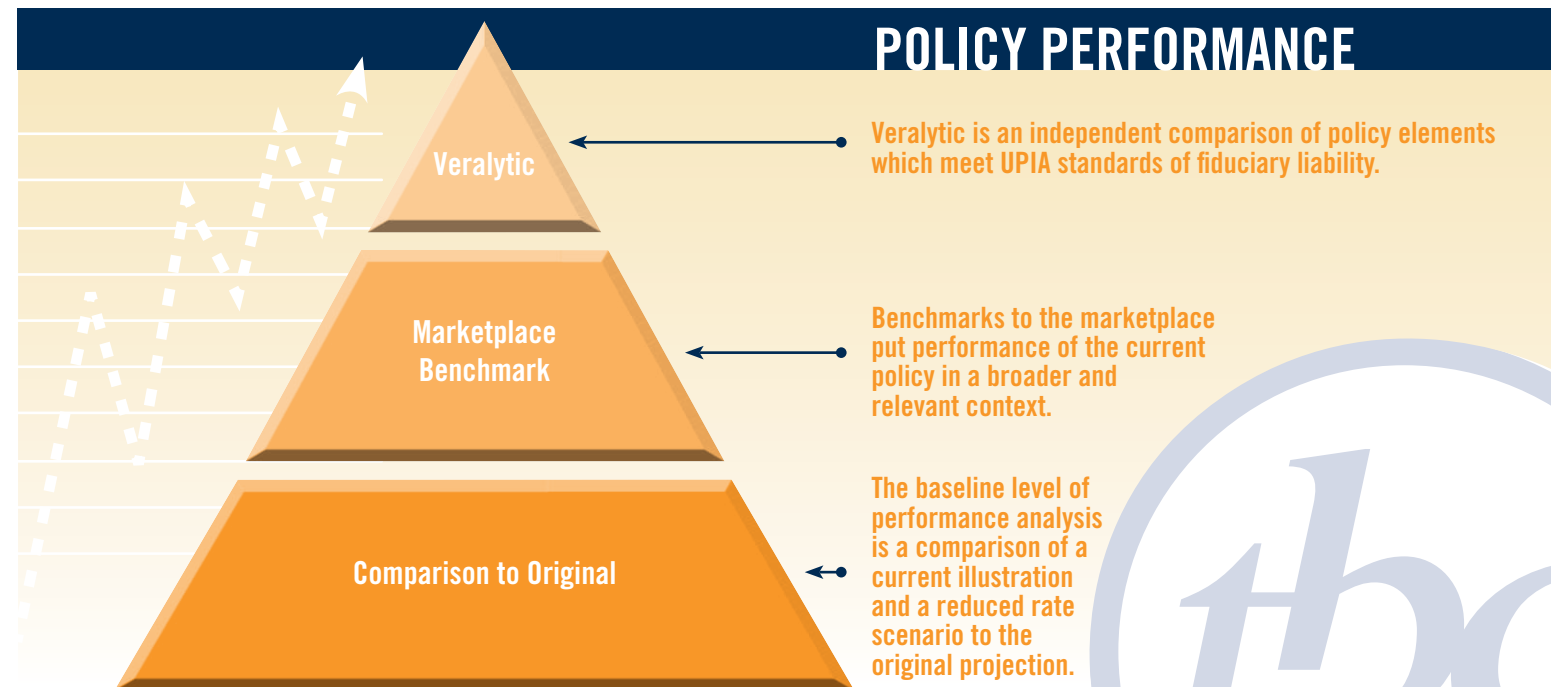 POLICY PERFORMANCE
Veralytic
Veralytic is an independent comparison of policy elements
which meet UPIA standards of fiduciary liability.
Marketplace
Benchmark
Benchmarks to the marketplace
put performance of the current
policy in a broader and
relevant context.
Comparison to Original
The baseline level of
performance analysis
is a comparison of a
current illustration
and a reduced rate
scenario to the
original projection.
tbc